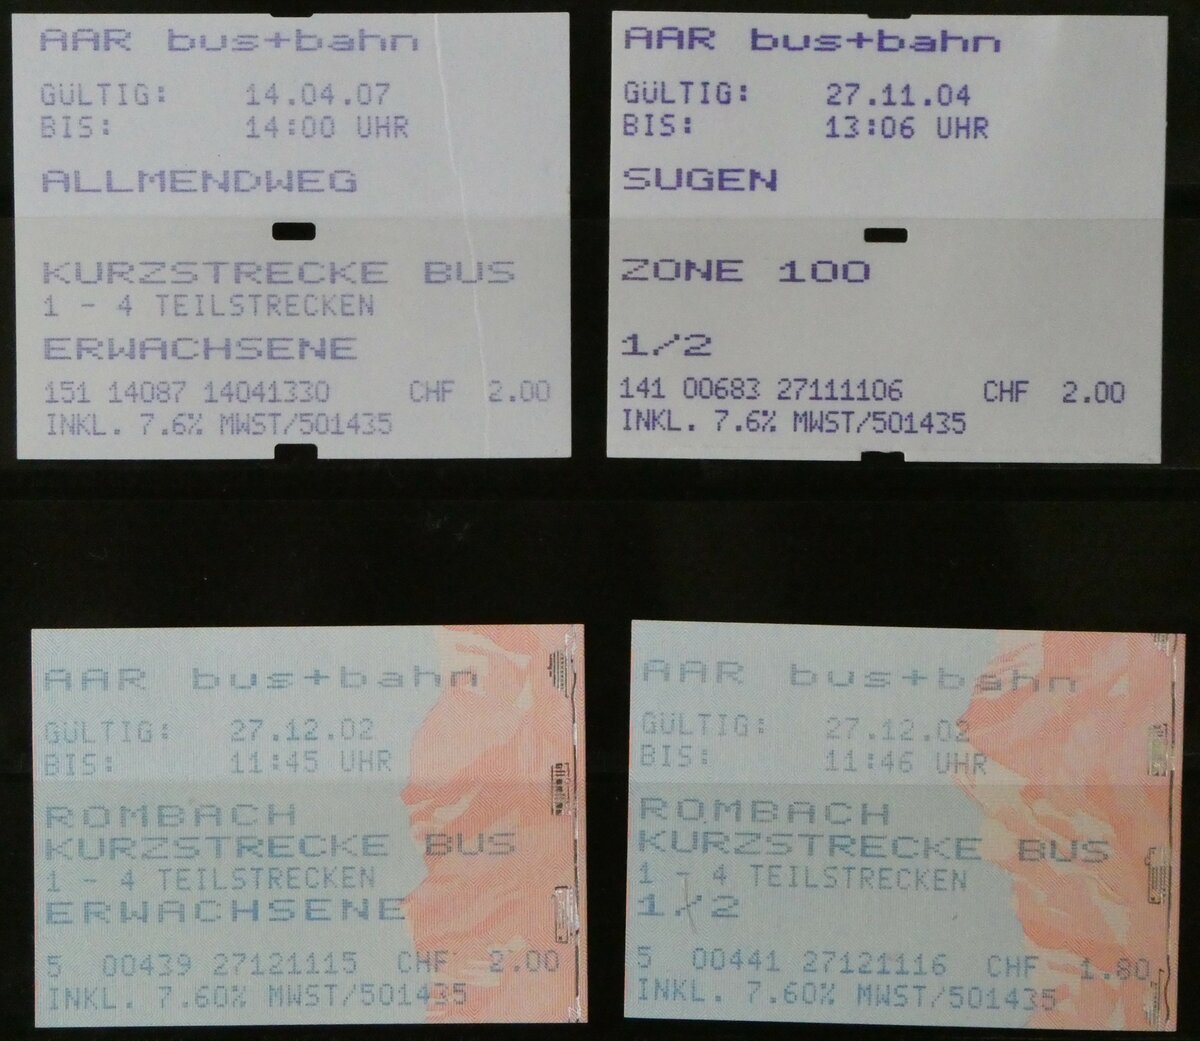 AAR bus+bahn
GÜLTIG: 14.04.07
BIS: 14:00 UHR
ALLMENDWEG
KURZSTRECKE BUS
1 - 4 TEILSTRECKEN
ERWACHSENE
151 14087 14041330 CHF 2.00
INKL. 7.6% MWST/501435
AAR bus+bahn
GÜLTIG: 27.11.04
BIS: 13:06 UHR
SUGEN
ZONE 100
1/2
141 00683 27111106 CHF 2.00
INKL. 7.6% MWST/501435
AAR bus+bahn
GÜLTIG: 27.12.02
BIS: 11:45 UHR
ROMBACH
KURZSTRECKE BUS
1 - 4 TEILSTRECKEN
ERWACHSENE
5 00439 27121115 CHF 2.00
INKL. 7.60% MWST/501435
AAR bus+bahn
GÜLTIG: 27.12.02
BIS: 11:46 UHR
ROMBACH
KURZSTRECKE BUS
1 - 4 TEILSTRECKEN
1/2
5 00441 27121116 CHF 1.80
INKL. 7.60% MWST/501435